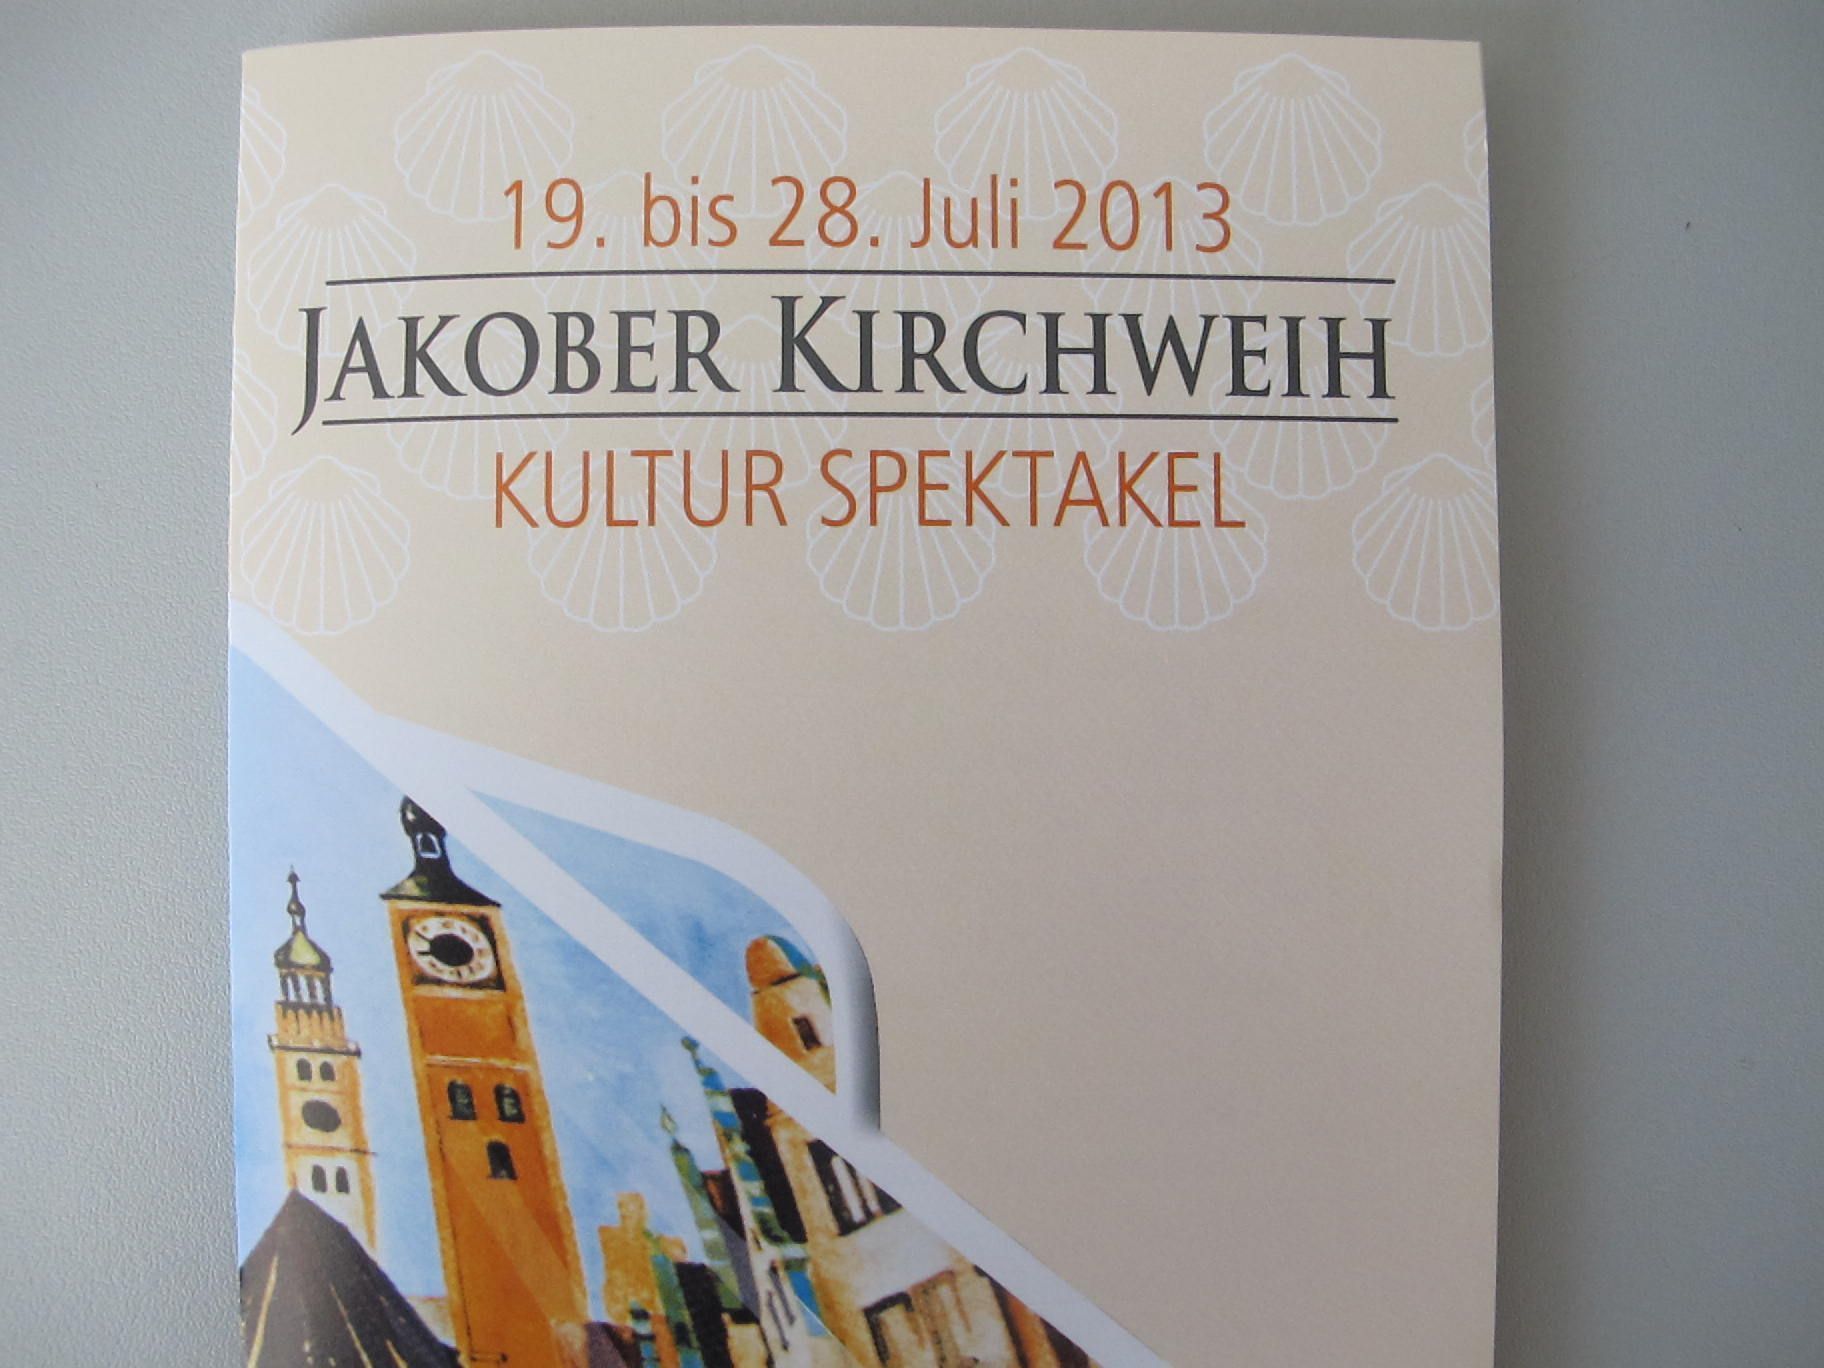 19. bis 28. Juli 2013
JAKOBER KIRCHWEIH
KULTUR SPEKTAKEL